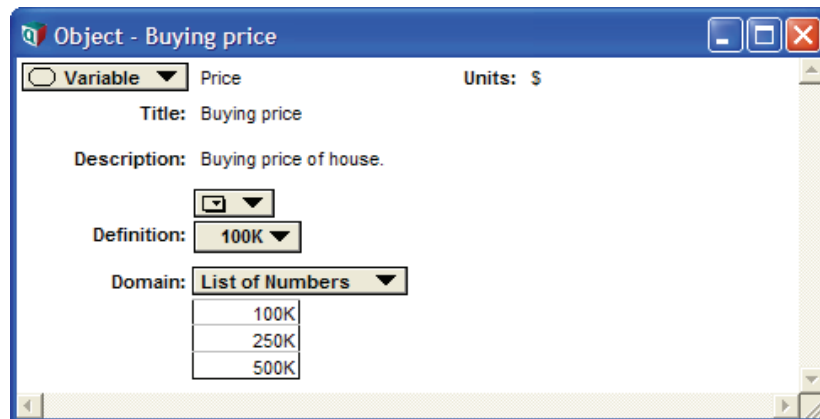 Object - Buying price
Variable Price Units: $
Title: Buying price
Description: Buying price of house.
Definition: 100K
Domain: List of Numbers
100K
250K
500K